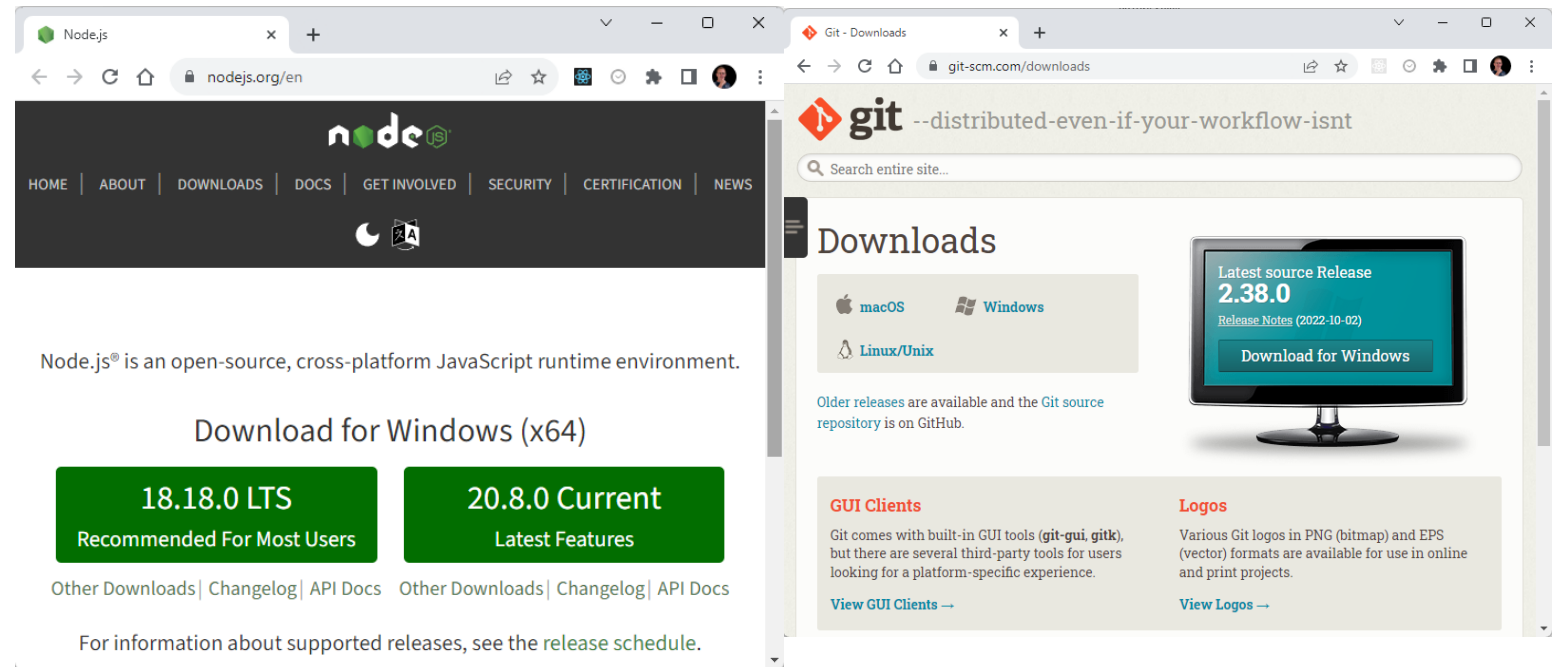 Node.js
nodejs.org/en
node JS
HOME | ABOUT | DOWNLOADS | DOCS | GET INVOLVED | SECURITY | CERTIFICATION | NEWS
文A
Node.js® is an open-source, cross-platform JavaScript runtime environment.
Download for Windows (x64)
18.18.0 LTS
Recommended For Most Users
20.8.0 Current
Latest Features
Other Downloads| Changelog| API Docs
Other Downloads| Changelog| API Docs
For information about supported releases, see the release schedule.
Git - Downloads
git-scm.com/downloads
git --distributed-even-if-your-workflow-isnt
Search entire site...
Downloads
macOS
Windows
Linux/Unix
Older releases are available and the Git source
repository is on GitHub.
Latest source Release
2.38.0
Release Notes (2022-10-02)
Download for Windows
GUI Clients
Git comes with built-in GUI tools (git-gui, gitk),
but there are several third-party tools for users
looking for a platform-specific experience.
View GUI Clients →
Logos
Various Git logos in PNG (bitmap) and EPS
(vector) formats are available for use in online
and print projects.
View Logos →